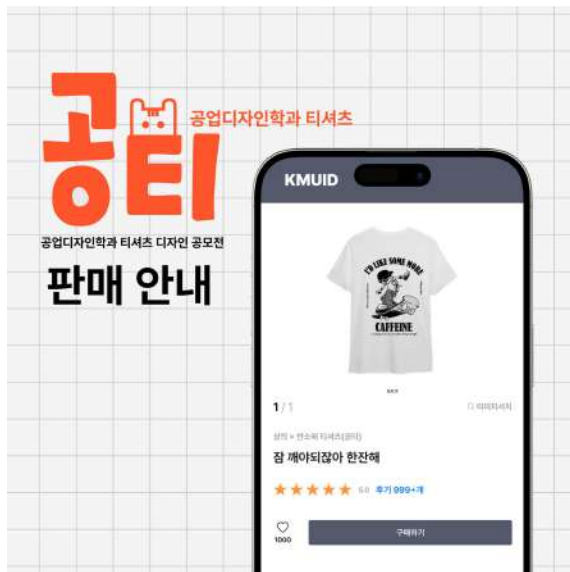 공티
공업디자인학과 티셔츠
공업디자인학과 티셔츠 디자인 공모전
판매 안내
KMUID
I'D LIKE SOME MORE
CAFFEINE
BACK
1 / 1
잠 깨야되잖아 한잔해
5.0 후기 999+개
1000
구매하기